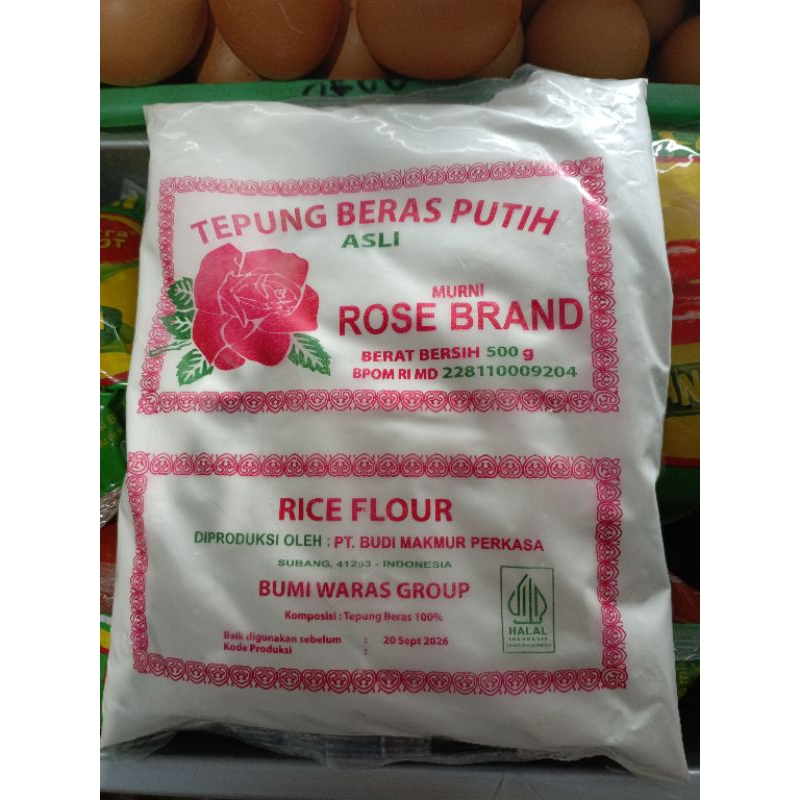 TEPUNG BERAS PUTIH
ASLI
MURNI
ROSE BRAND
BERAT BERSIH 500 g
BPOM RI MD 228110009204
RICE FLOUR
DIPRODUKSI OLEH : PT. BUDI MAKMUR PERKASA
SUBANG, 41253 - INDONESIA
BUMI WARAS GROUP
Komposisi : Tepung Beras 100%
Baik digunakan sebelum : 20 Sept 2026
Kode Produksi :
HALAL
INDONESIA